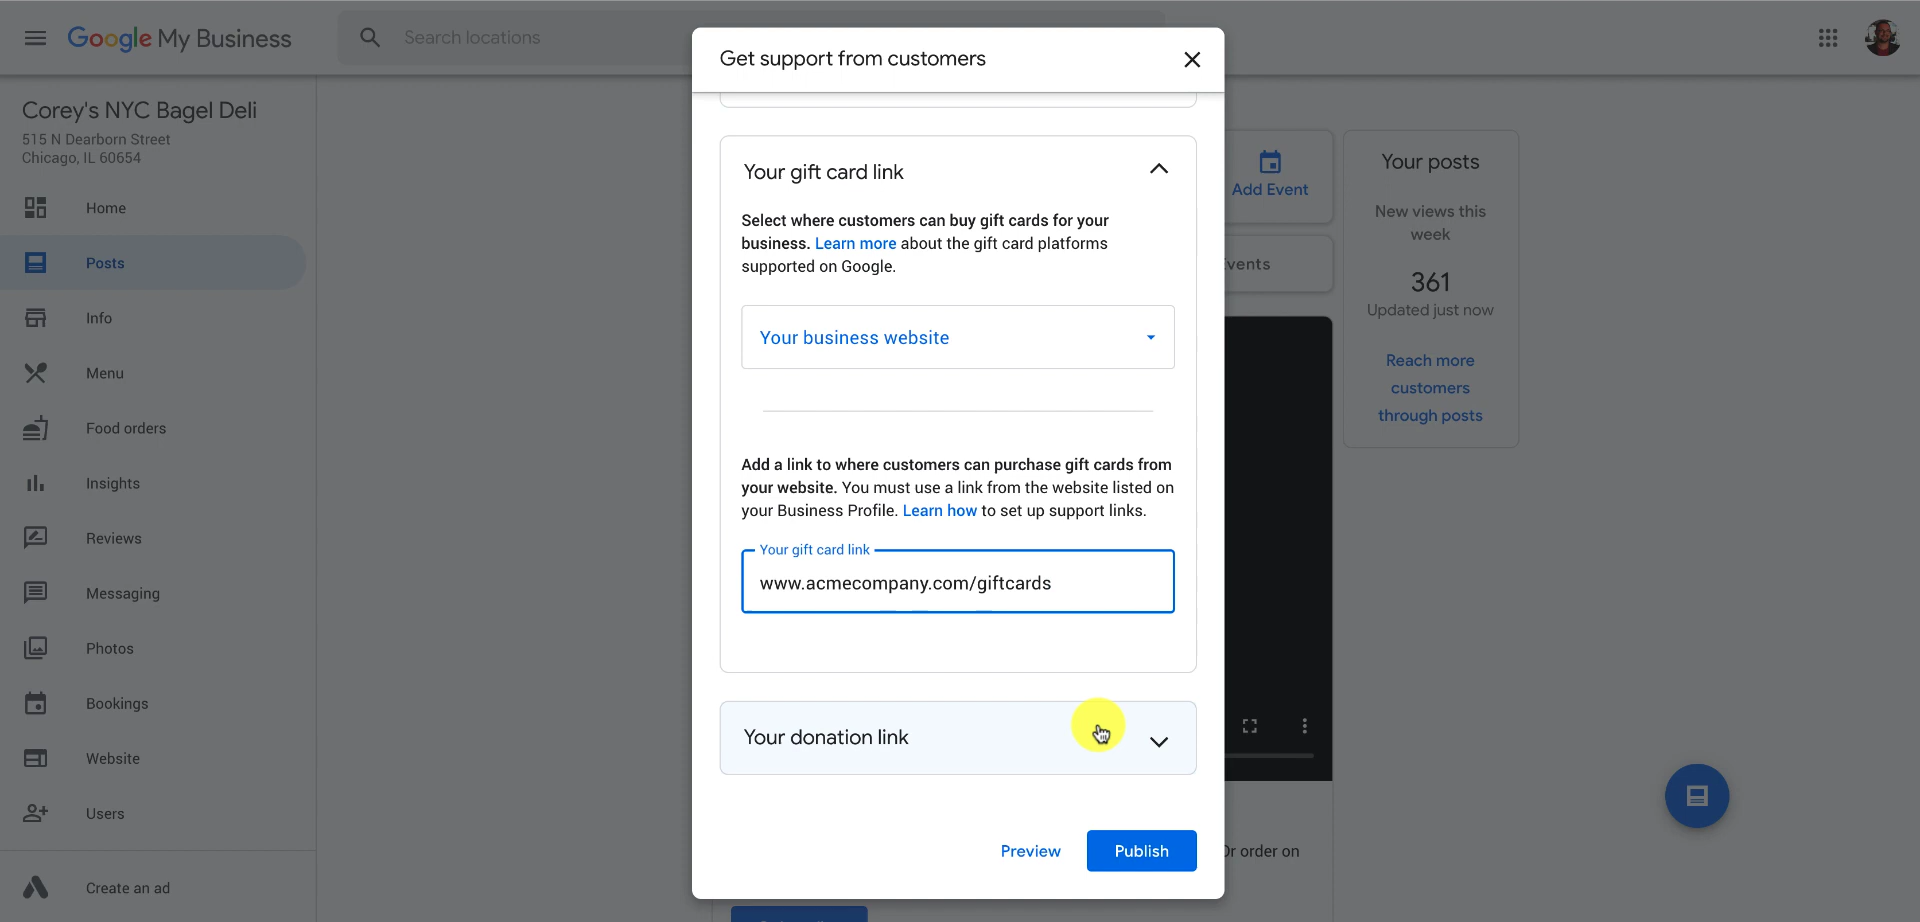 Google My Business
Search locations
Corey's NYC Bagel Deli
515 N Dearborn Street
Chicago, IL 60654
Home
Posts
Info
Menu
Food orders
Insights
Reviews
Messaging
Photos
Bookings
Website
Users
Create an ad
Get support from customers
Your gift card link
Select where customers can buy gift cards for your
business. Learn more about the gift card platforms
supported on Google.
Your business website
Add a link to where customers can purchase gift cards from
your website. You must use a link from the website listed on
your Business Profile. Learn how to set up support links.
Your gift card link
www.acmecompany.com/giftcards
Your donation link
Preview
Publish
Add Event
order on
Your posts
New views this
week
361
Updated just now
Reach more
customers
through posts